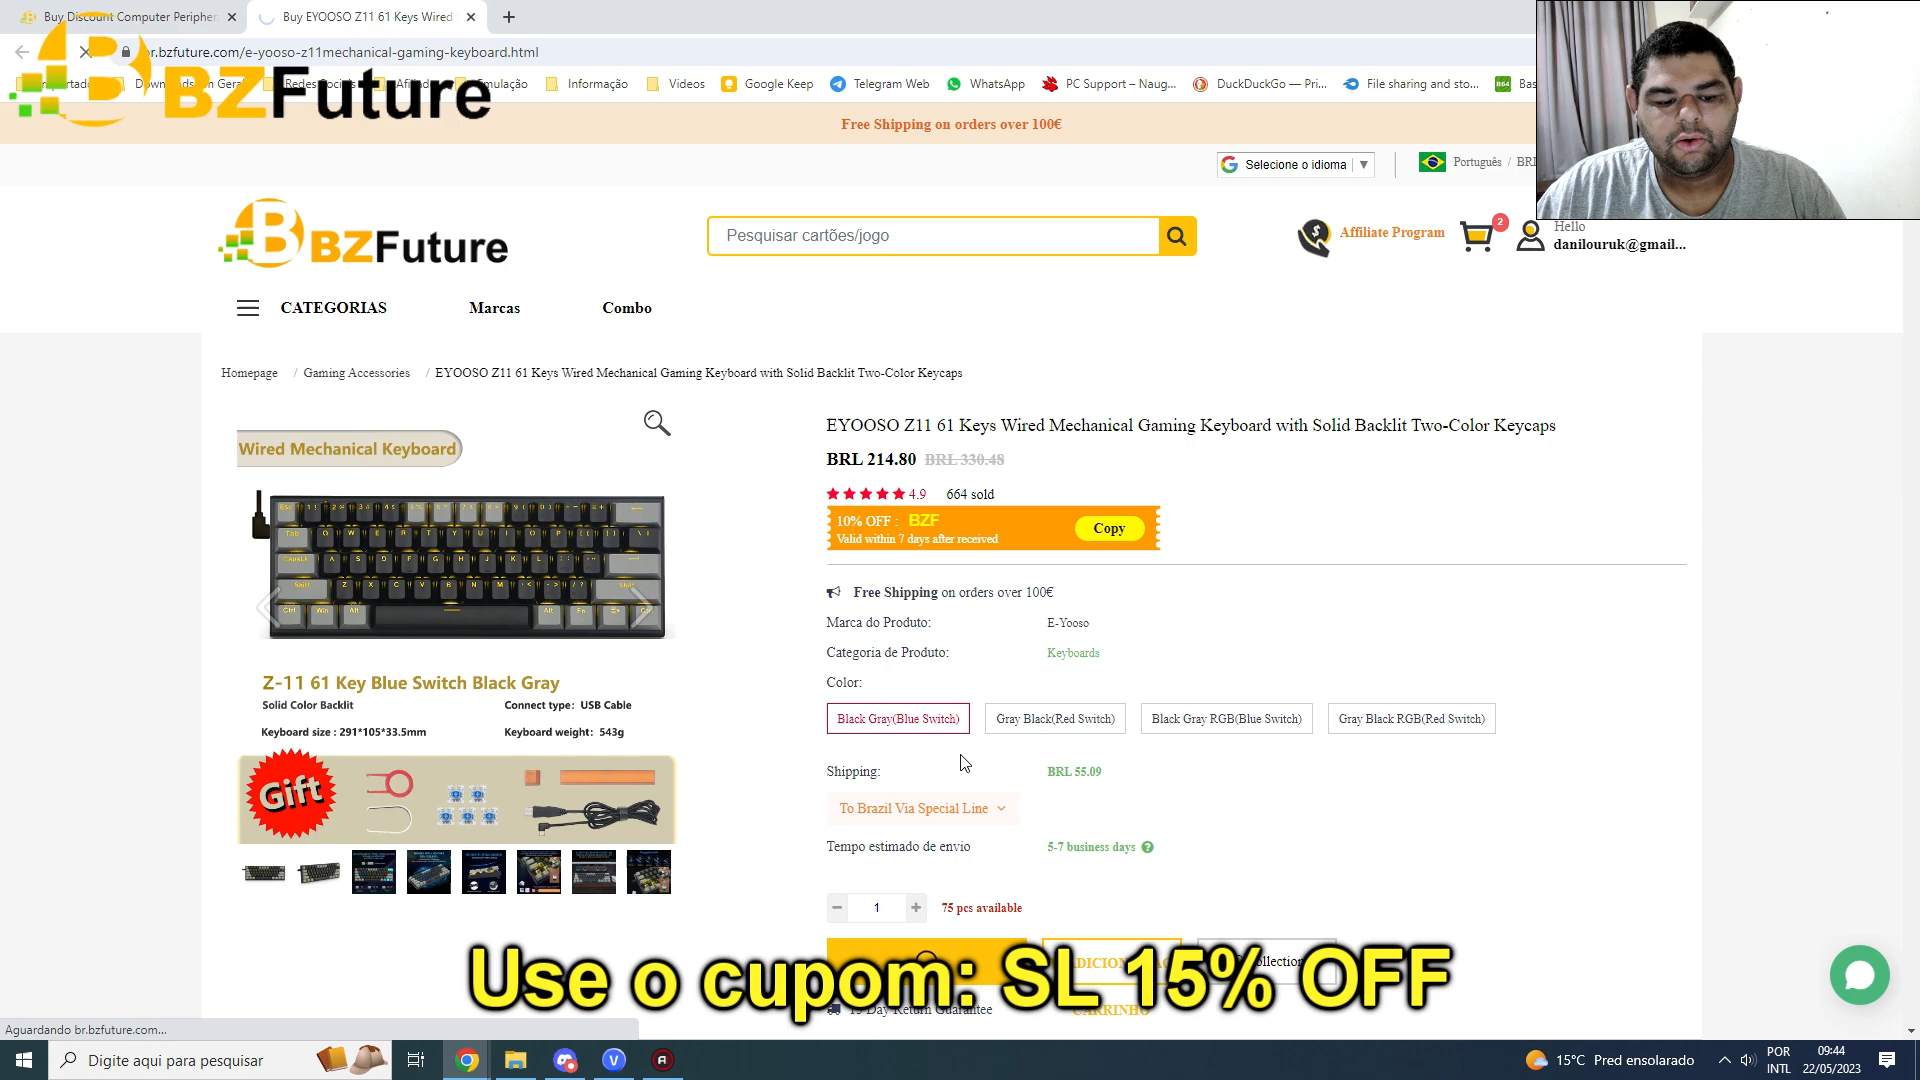 Buy Discount Computer Peripher
Buy EYOOSO Z11 61 Keys Wired
r.bzfuture.com/e-yooso-z11mechanical-gaming-keyboard.html
Redes Sociais
Emulação
Informação
Videos
Google Keep
Telegram Web
WhatsApp
PC Support – Naug...
DuckDuckGo — Pri...
File sharing and sto...
Bas
BZFuture
Free Shipping on orders over 100€
Selecione o idioma
Português / BRL
BZFuture
Pesquisar cartões/jogo
Affiliate Program
2
Hello
danilouruk@gmail...
CATEGORIAS
Marcas
Combo
Homepage / Gaming Accessories / EYOOSO Z11 61 Keys Wired Mechanical Gaming Keyboard with Solid Backlit Two-Color Keycaps
Wired Mechanical Keyboard
EYOOSO Z11 61 Keys Wired Mechanical Gaming Keyboard with Solid Backlit Two-Color Keycaps
BRL 214.80 BRL 330.48
4.9 664 sold
10% OFF : BZF
Valid within 7 days after received
Copy
Free Shipping on orders over 100€
Marca do Produto: E-Yooso
Categoria de Produto: Keyboards
Color:
Black Gray(Blue Switch)
Gray Black(Red Switch)
Black Gray RGB(Blue Switch)
Gray Black RGB(Red Switch)
Z-11 61 Key Blue Switch Black Gray
Solid Color Backlit
Connect type: USB Cable
Keyboard size : 291*105*33.5mm
Keyboard weight: 543g
Gift
Shipping: BRL 55.09
To Brazil Via Special Line
Tempo estimado de envio 5-7 business days
1
75 pcs available
Use o cupom: SL 15% OFF
Day Return Guarantee
CARRINHO
Aguardando br.bzfuture.com...
Digite aqui para pesquisar
15°C Pred ensolarado
POR
INTL
09:44
22/05/2023